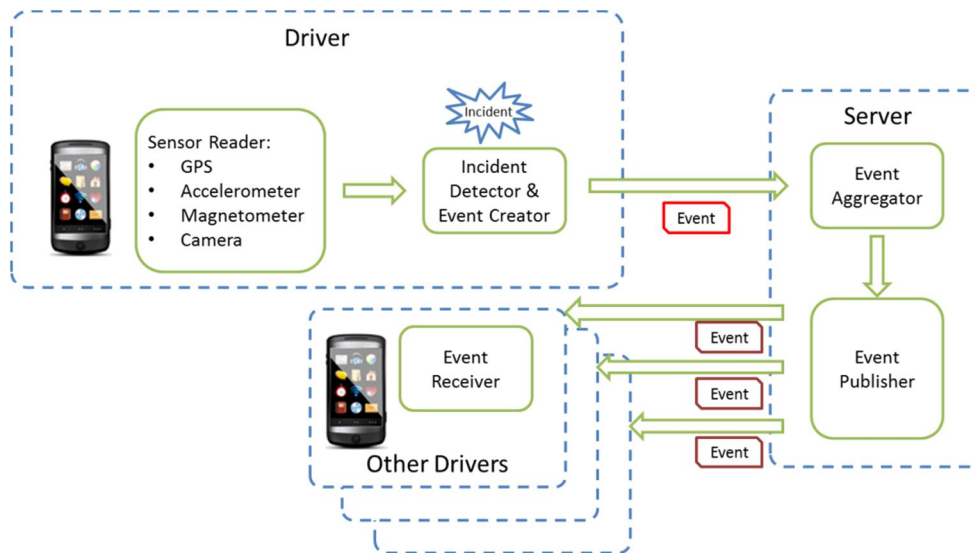 Driver
Incident
Server
Sensor Reader:
• GPS
• Accelerometer
• Magnetometer
• Camera
Incident
Detector &
Event Creator
Event
Aggregator
Event
Event
Receiver
Event
Event
Event
Event
Publisher
Other Drivers